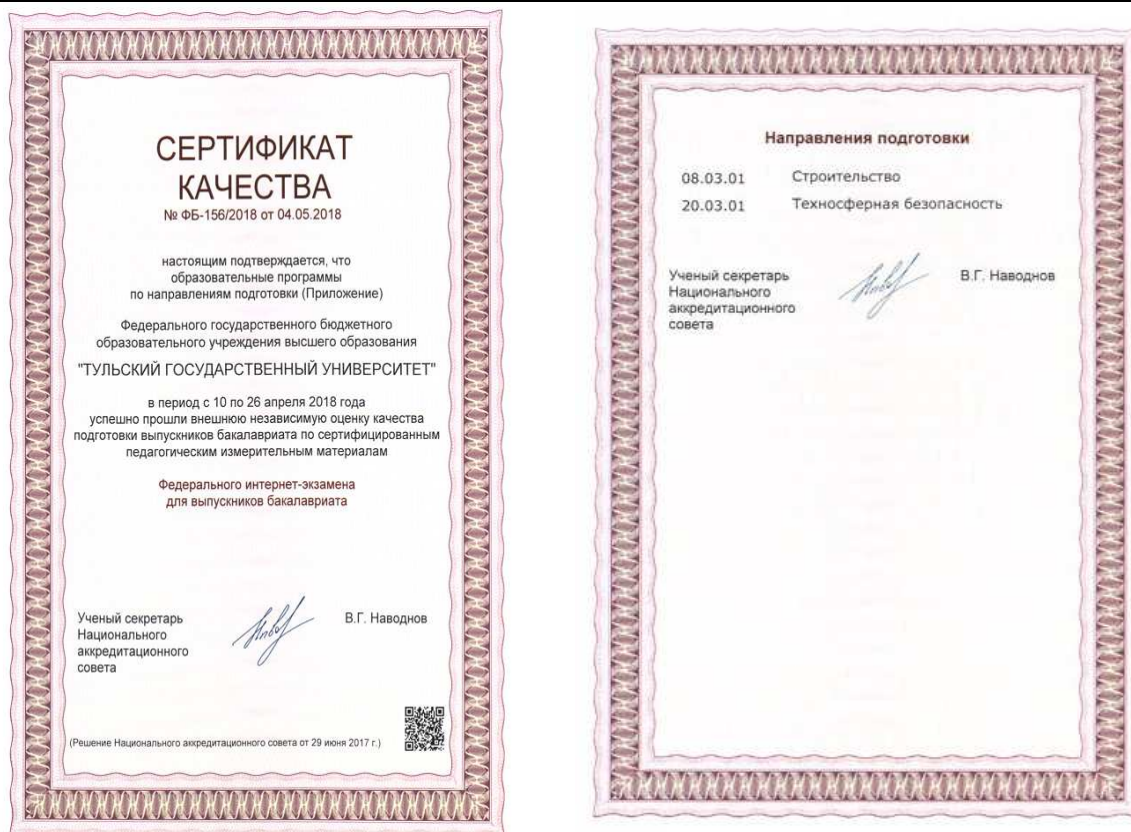 СЕРТИФИКАТ
КАЧЕСТВА
№ ФБ-156/2018 от 04.05.2018
настоящим подтверждается, что
образовательные программы
по направлениям подготовки (Приложение)
Федерального государственного бюджетного
образовательного учреждения высшего образования
"ТУЛЬСКИЙ ГОСУДАРСТВЕННЫЙ УНИВЕРСИТЕТ"
в период с 10 по 26 апреля 2018 года
успешно прошли внешнюю независимую оценку качества
подготовки выпускников бакалавриата по сертифицированным
педагогическим измерительным материалам
Федерального интернет-экзамена
для выпускников бакалавриата
Ученый секретарь В.Г. Наводнов
Национального
аккредитационного
совета
(Решение Национального аккредитационного совета от 29 июня 2017 г.)
Направления подготовки
08.03.01 Строительство
20.03.01 Техносферная безопасность
Ученый секретарь В.Г. Наводнов
Национального
аккредитационного
совета